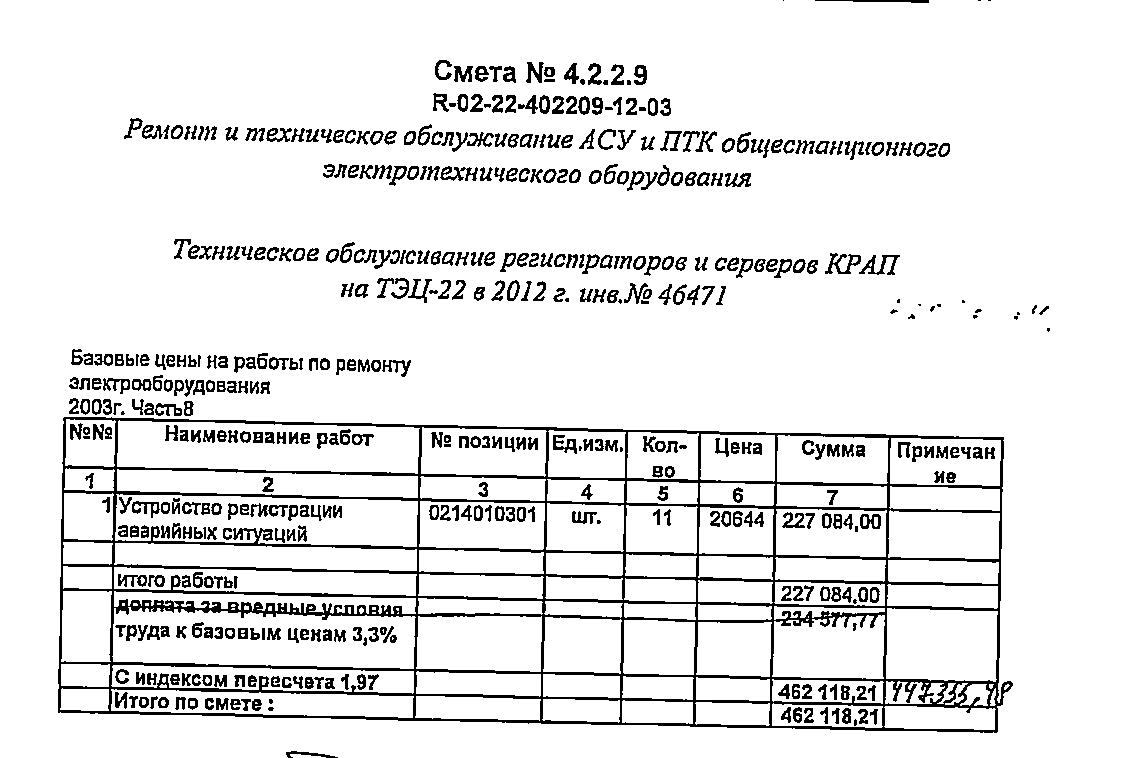 Смета № 4.2.2.9
R-02-22-402209-12-03
Ремонт и техническое обслуживание АСУ и ПТК общестанционного
электротехнического оборудования
Техническое обслуживание регистраторов и серверов КРАП
на ТЭЦ-22 в 2012 г. инв.№ 46471
Базовые цены на работы по ремонту
электрооборудования
2003г. Часть8
№№ Наименование работ № позиции Ед.изм. Кол- Цена Сумма Примечан
во ие
1 2 3 4 5 6 7
1 Устройство регистрации 0214010301 шт. 11 20644 227 084,00
аварийных ситуаций
итого работы 227 084,00
доплата за вредные условия 234 577,77
труда к базовым ценам 3,3%
С индексом пересчета 1,97 462 118,21 447355,48
Итого по смете : 462 118,21